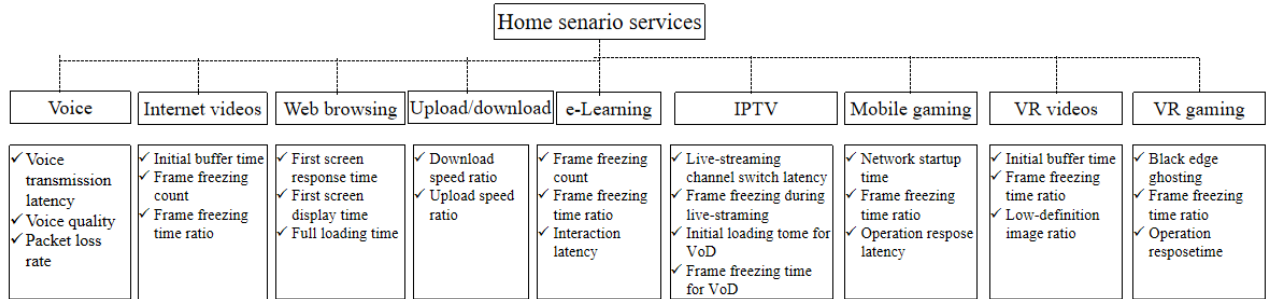 Home senario services
Voice
Internet videos
Web browsing
Upload/download
e-Learning
IPTV
Mobile gaming
VR videos
VR gaming
✓ Voice
transmission
latency
✓ Voice quality
✓ Packet loss
rate
✓ Initial buffer time
✓ Frame freezing
count
✓ Frame freezing
time ratio
✓ First screen
response time
✓ First screen
display time
✓ Full loading time
✓ Download
speed ratio
✓ Upload speed
ratio
✓ Frame freezing
count
✓ Frame freezing
time ratio
✓ Interaction
latency
✓ Live-streaming
channel switch latency
✓ Frame freezing during
live-straming
✓ Initial loading tome for
VoD
✓ Frame freezing time
for VoD
✓ Network startup
time
✓ Frame freezing
time ratio
✓ Operation respose
latency
✓ Initial buffer time
✓ Frame freezing
time ratio
✓ Low-definition
image ratio
✓ Black edge
ghosting
✓ Frame freezing
time ratio
✓ Operation
resposetime